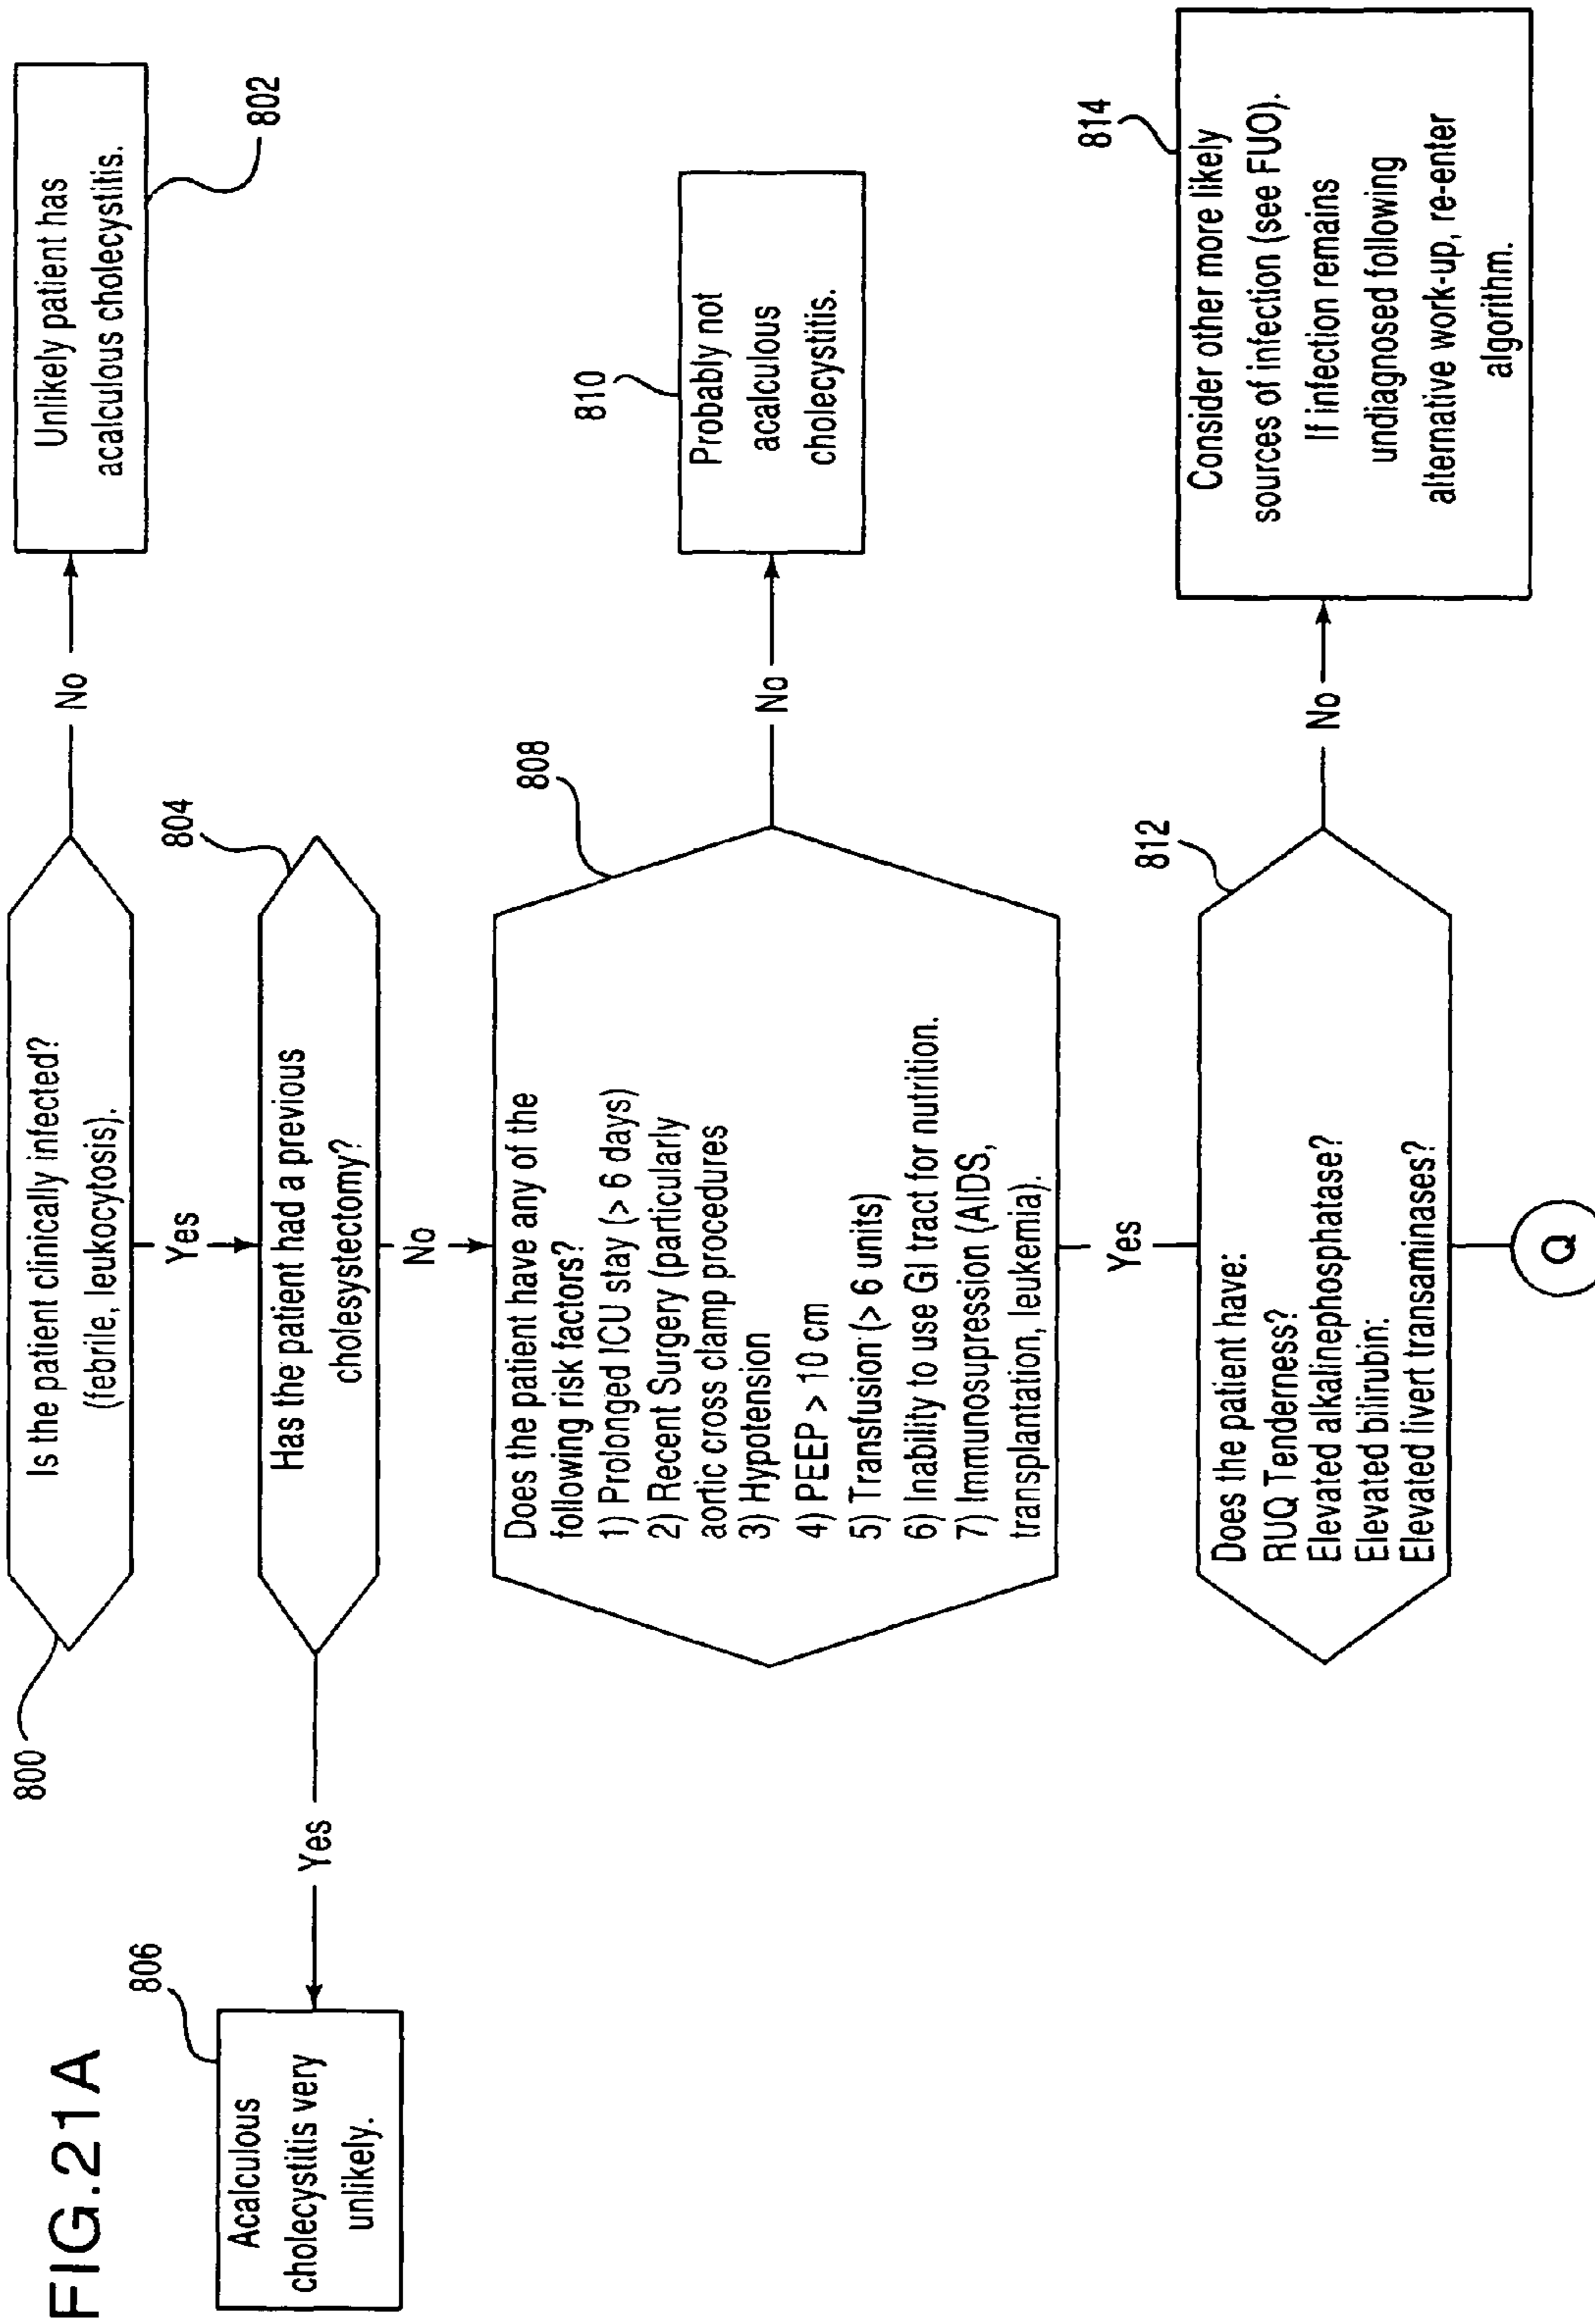 FIG.21A
800
Is the patient clinically infected?
(febrile, leukocytosis).
No
Unlikely patient has
acalculous cholecystitis.
802
Yes
804
Has the patient had a previous
cholesystectomy?
Yes
806
Acalculous
cholecystitis very
unlikely.
No
808
Does the patient have any of the
following risk factors?
1) Prolonged ICU stay (> 6 days)
2) Recent Surgery (particularly
aortic cross clamp procedures
3) Hypotension
4) PEEP > 10 cm
5) Transfusion (> 6 units)
6) Inability to use GI tract for nutrition.
7) Immunosupression (AIDS,
transplantation, leukemia).
No
810
Probably not
acalculous
cholecystitis.
Yes
812
Does the patient have:
RUQ Tenderness?
Elevated alkalinephosphatase?
Elevated bilirubin:
Elevated livert transaminases?
No
814
Consider other more likely
sources of infection (see FUO).
If infection remains
undiagnosed following
alternative work-up, re-enter
algorithm.
Q